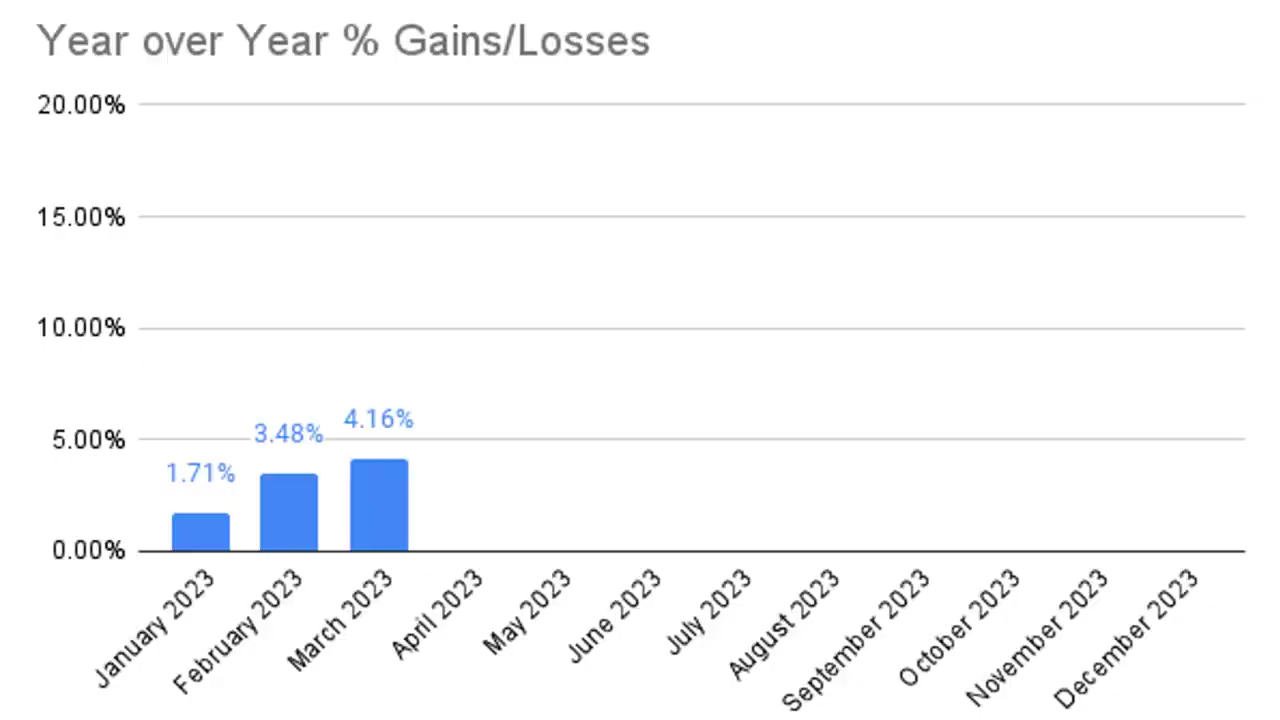 Year over Year % Gains/Losses
20.00%
15.00%
10.00%
5.00%
0.00%
1.71%
3.48%
4.16%
January 2023
February 2023
March 2023
April 2023
May 2023
June 2023
July 2023
August 2023
September 2023
October 2023
November 2023
December 2023